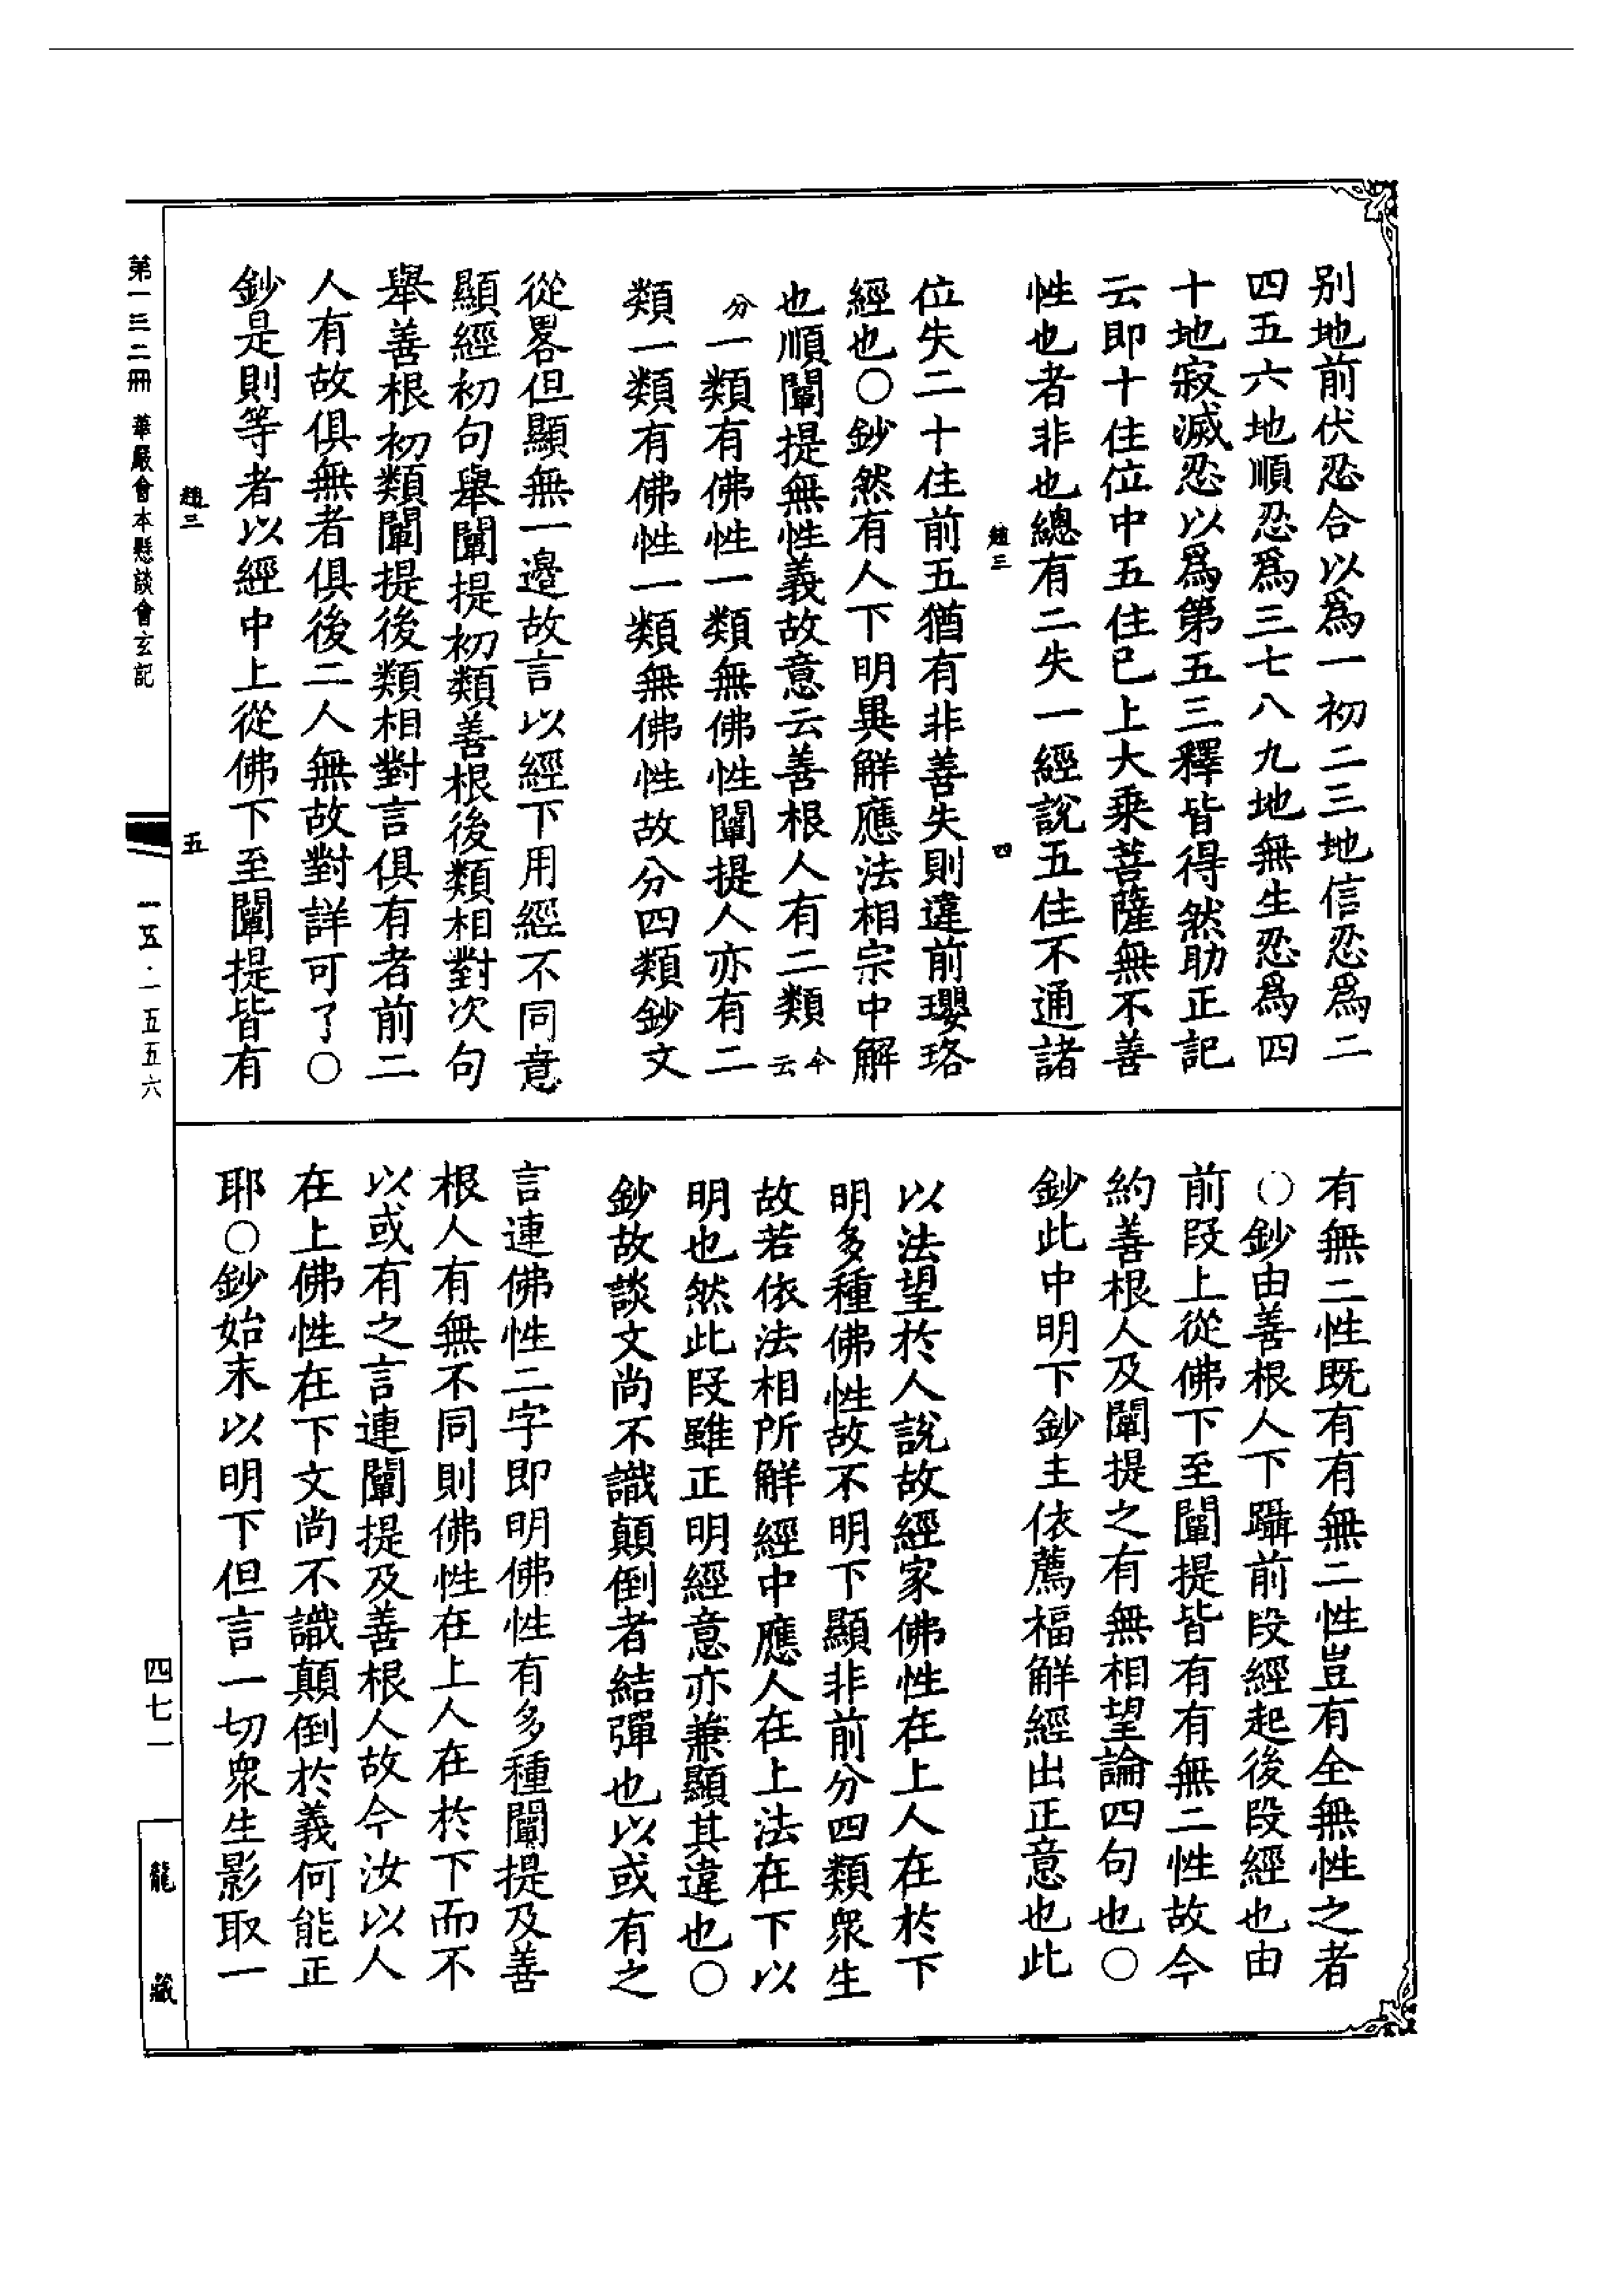 别地前伏忍合以爲一初二三地信忍爲二
四五六地順忍爲三七八九地無生忍爲四
十地寂滅忍以爲第五三釋皆得然助正記
云即十住位中五住已上大乘菩薩無不善
性也者非也總有二失一經說五住不通諸
趙三
四
位失二十住前五猶有非善失則違前瓔珞
經也〇鈔然有人下明異解應法相宗中解
也順闡提無性義故意云善根人有二類今云
分一類有佛性一類無佛性闡提人亦有二
類一類有佛性一類無佛性故分四類鈔文
從畧但顯無一邊故言以經下用經不同意
顯經初句舉闡提初類善根後類相對次句
舉善根初類闡提後類相對言俱有者前二
人有故俱無者俱後二人無故對詳可了〇
鈔是則等者以經中上從佛下至闡提皆有
趙三
五
有無二性既有有無二性豈有全無性之者
〇鈔由善根人下躡前段經起後段經也由
前段上從佛下至闡提皆有有無二性故今
約善根人及闡提之有無相望論四句也〇
鈔此中明下鈔主依薦福解經出正意也此
以法望於人說故經家佛性在上人在於下
明多種佛性故不明下顯非前分四類衆生
故若依法相所解經中應人在上法在下以
明也然此段雖正明經意亦兼顯其違也〇
鈔故談文尚不識顛倒者結彈也以或有之
言連佛性二字即明佛性有多種闡提及善
根人有無不同則佛性在上人在於下而不
以或有之言連闡提及善根人故今汝以人
在上佛性在下文尚不識顛倒於義何能正
耶〇鈔始末以明下但言一切衆生影取一
第一三二冊 華嚴會本懸談會玄記
一五·一五五六
四七一
龍藏